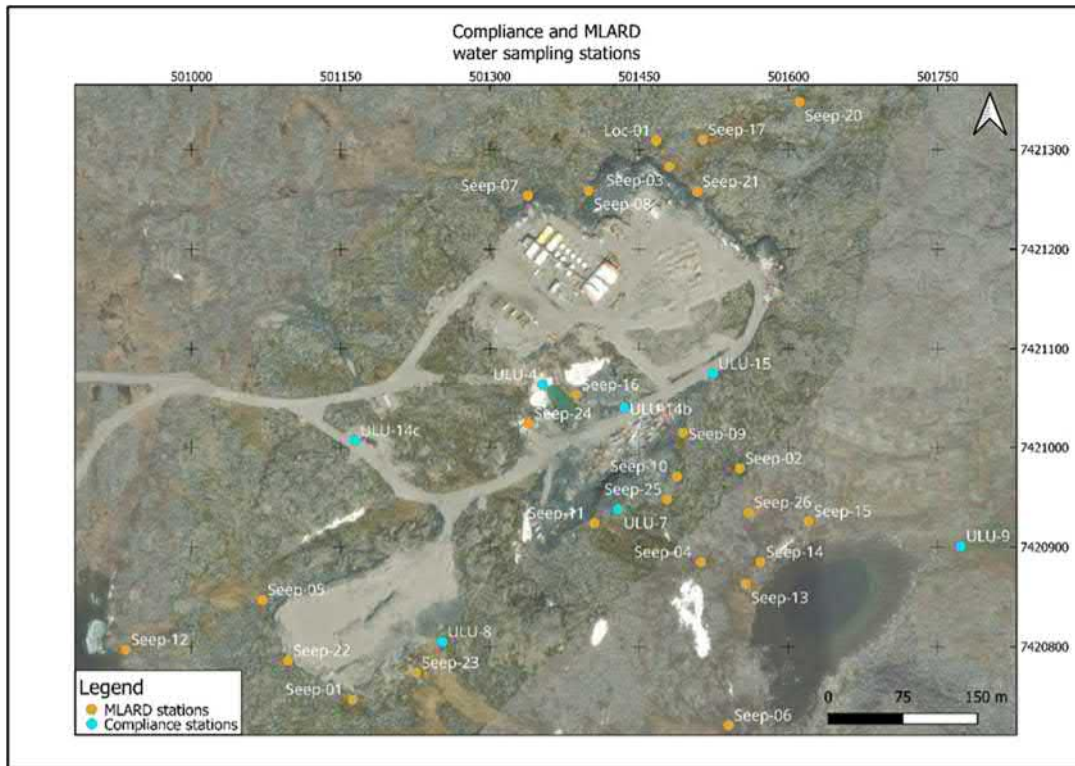 Compliance and MLARD
water sampling stations
501000 501150 501300 501450 501600 501750
Seep-20
Loc-01 Seep-17
7421300
Seep-07 Seep-03 Seep-21
Seep-08
7421200
7421100
ULU-4 Seep-16 ULU-15
Seep-24 ULU-14b
ULU-14c Seep-09
7421000
Seep-10 Seep-02
Seep-25
Seep-11 ULU-7 Seep-26 Seep-15
ULU-9
7420900
Seep-04 Seep-14
Seep-13
Seep-05
Seep-12 ULU-8
7420800
Seep-22 Seep-23
Seep-01
Seep-06
Legend
MLARD stations
Compliance stations
0 75 150 m